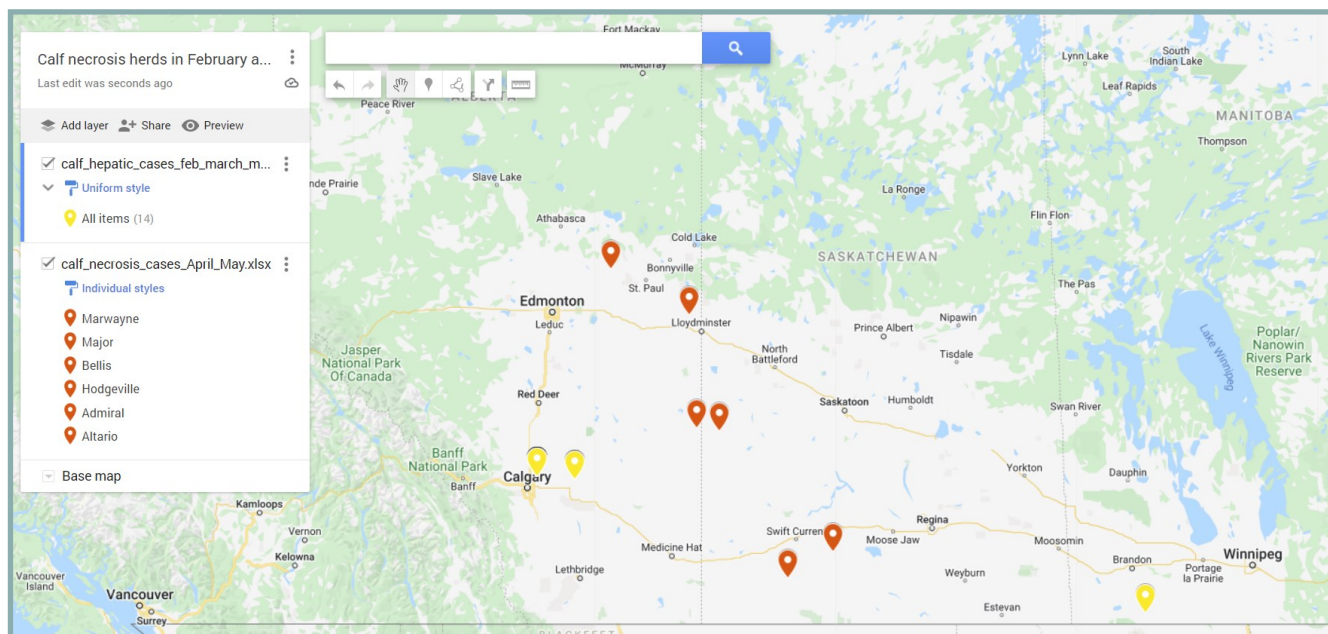 Calf necrosis herds in February a...
Last edit was seconds ago
Add layer Share Preview
calf_hepatic_cases_feb_march_m...
Uniform style
All items (14)
calf_necrosis_cases_April_May.xlsx
Individual styles
Marwayne
Major
Bellis
Hodgeville
Admiral
Altario
Base map
Fort Mackay
McMurray
ALBERTA
Peace River
Lynn Lake
South
Indian Lake
Leaf Rapids
MANITOBA
Thompson
nde Prairie
Slave Lake
La Ronge
Flin Flon
Athabasca
Cold Lake
Bonnyville
St. Paul
SASKATCHEWAN
The Pas
Edmonton
Leduc
Lloydminster
Prince Albert
Nipawin
North
Battleford
Tisdale
Lake Winnipeg
Poplar/
Nanowin
Rivers Park
Reserve
Jasper
National Park
Of Canada
Red Deer
Saskatoon
Humboldt
Swan River
Banff
National Park
Banff
Calgary
Yorkton
Dauphin
Kamloops
Vernon
Kelowna
Medicine Hat
Lethbridge
Swift Curren
Moose Jaw
Regina
Moosomin
Brandon
Portage
la Prairie
Winnipeg
Weyburn
Estevan
Vancouver
Island
Vancouver
Surrey
BLACKFEET